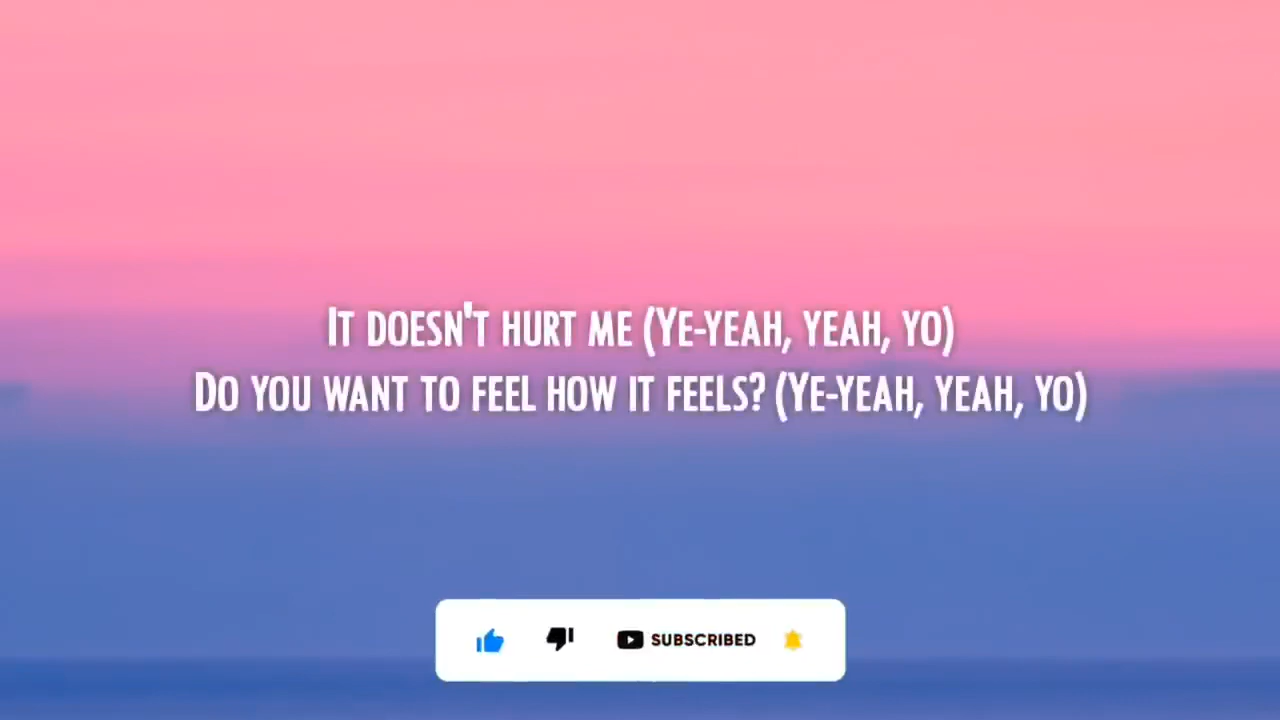 It doesn't hurt me (Ye-yeah, yeah, yo)
Do you want to feel how it feels? (Ye-yeah, yeah, yo)
SUBSCRIBED